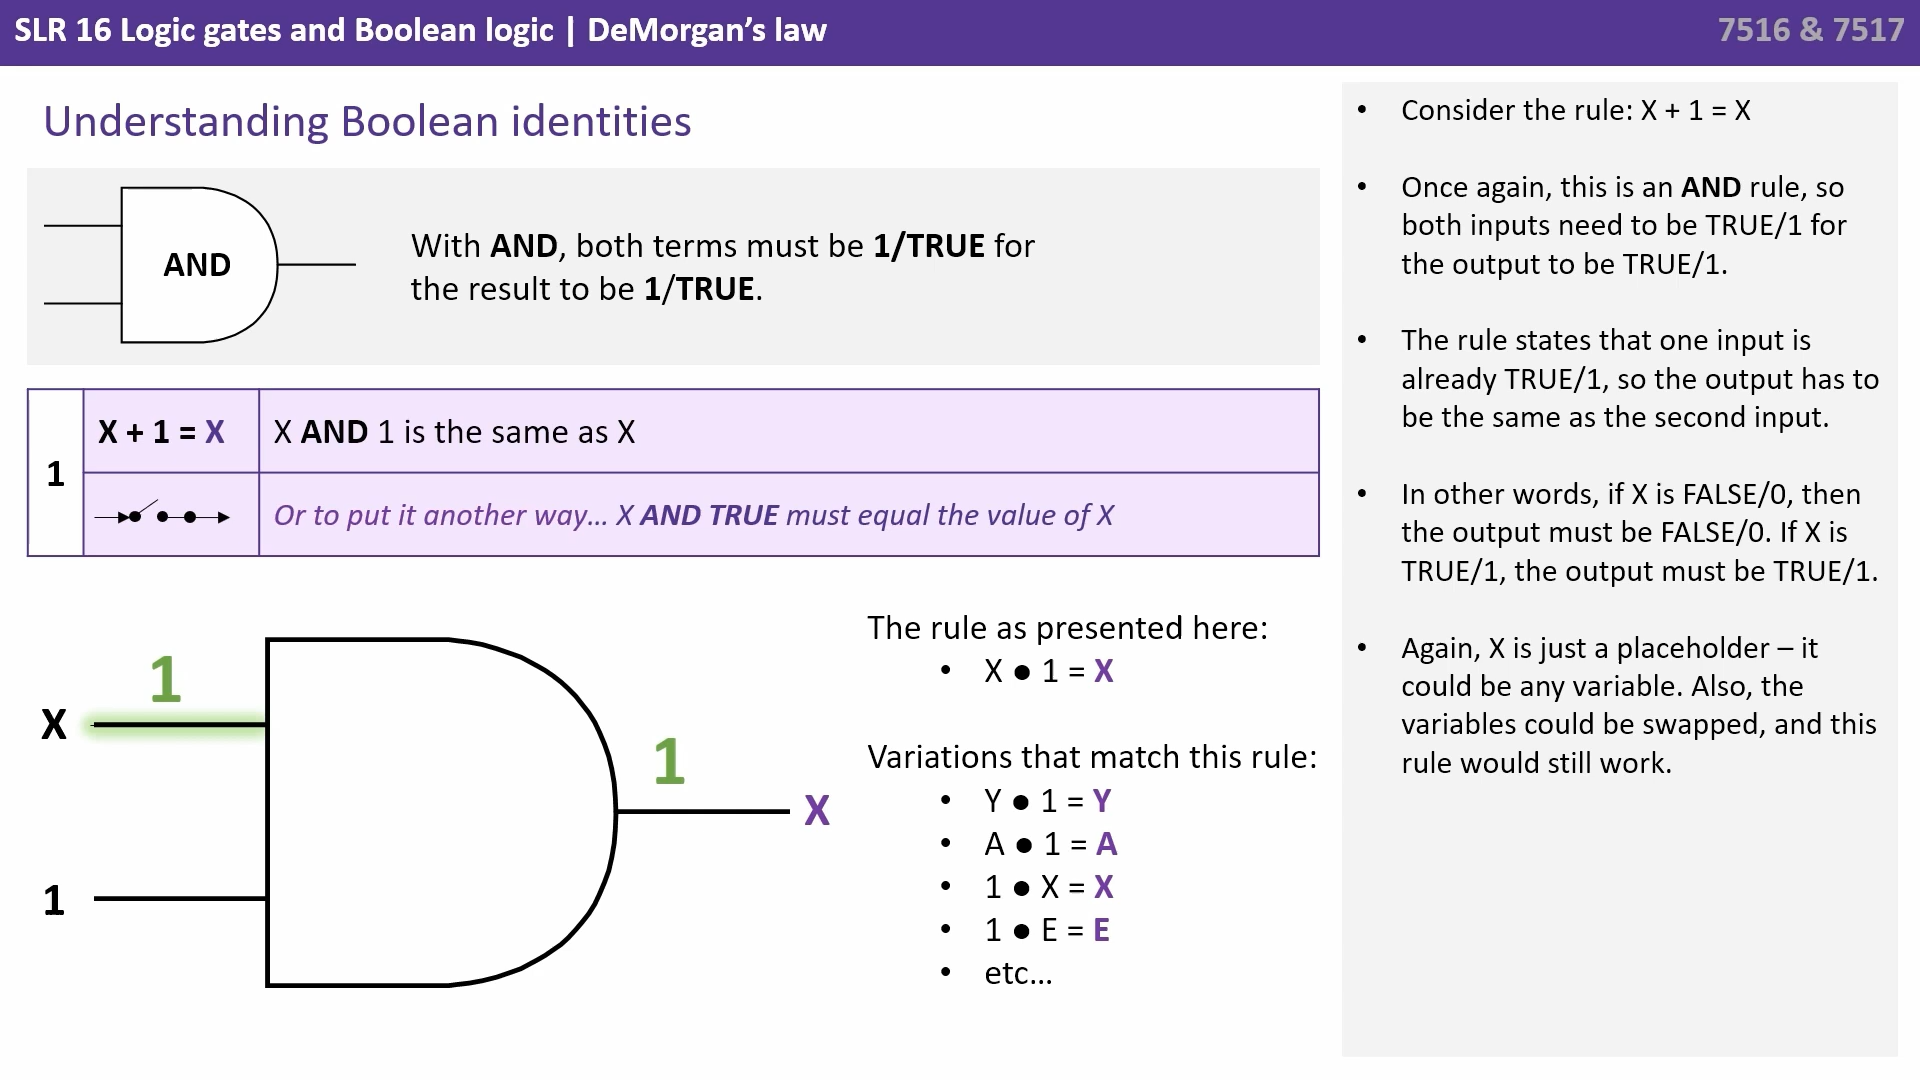 SLR 16 Logic gates and Boolean logic | DeMorgan's law
7516 & 7517
Understanding Boolean identities
AND
With AND, both terms must be 1/TRUE for
the result to be 1/TRUE.
1
X + 1 = X
X AND 1 is the same as X
Or to put it another way... X AND TRUE must equal the value of X
X
1
1
1
X
The rule as presented here:
• X ● 1 = X
Variations that match this rule:
• Y ● 1 = Y
• A ● 1 = A
• 1 ● X = X
• 1 ● E = E
• etc...
• Consider the rule: X + 1 = X
• Once again, this is an AND rule, so
both inputs need to be TRUE/1 for
the output to be TRUE/1.
• The rule states that one input is
already TRUE/1, so the output has to
be the same as the second input.
• In other words, if X is FALSE/0, then
the output must be FALSE/0. If X is
TRUE/1, the output must be TRUE/1.
• Again, X is just a placeholder – it
could be any variable. Also, the
variables could be swapped, and this
rule would still work.